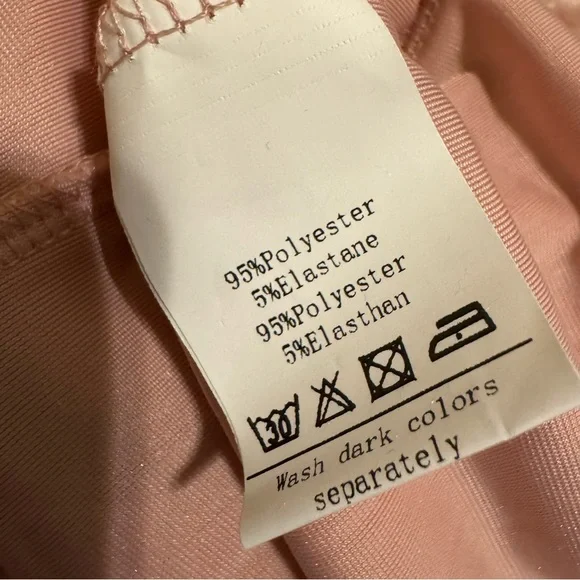 95%Polyester
5%Elastane
95%Polyester
5%Elasthan
30
Wash dark colors
separately